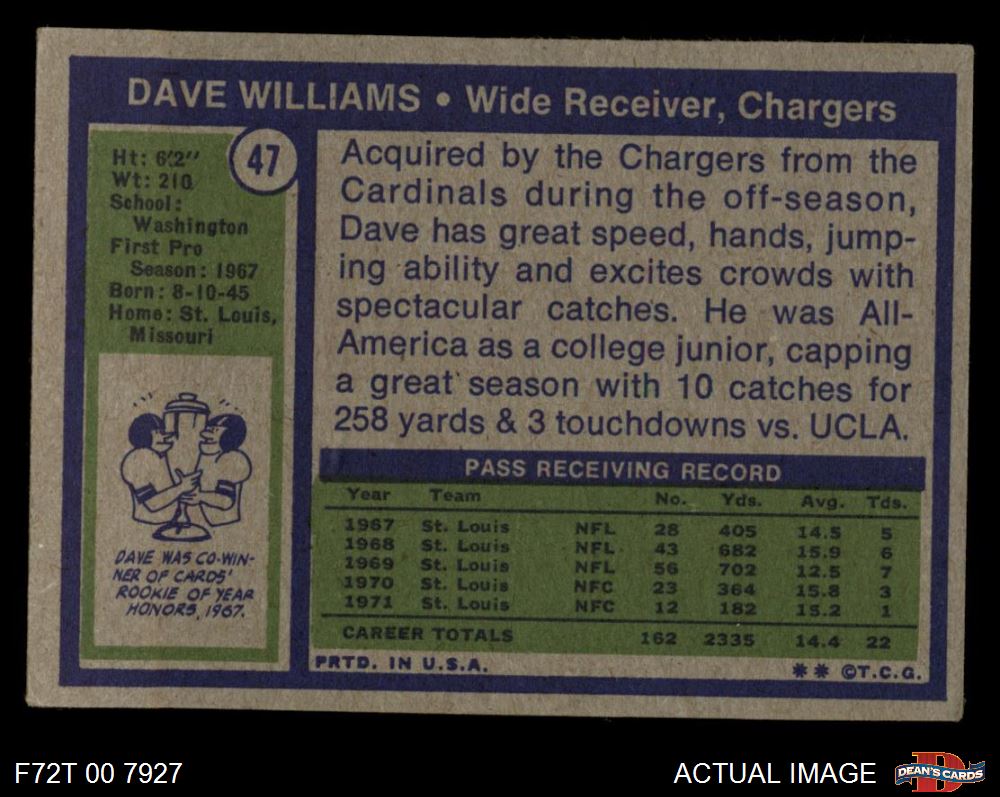 DAVE WILLIAMS • Wide Receiver, Chargers
47
Ht: 6'2"
Wt: 210
School:
Washington
First Pro
Season: 1967
Born: 8-10-45
Home: St. Louis,
Missouri
DAVE WAS CO-WIN-
NER OF CARDS'
ROOKIE OF YEAR
HONORS, 1967.
Acquired by the Chargers from the
Cardinals during the off-season,
Dave has great speed, hands, jump-
ing ability and excites crowds with
spectacular catches. He was All-
America as a college junior, capping
a great season with 10 catches for
258 yards & 3 touchdowns vs. UCLA.
PASS RECEIVING RECORD
Year Team No. Yds. Avg. Tds.
1967 St. Louis NFL 28 405 14.5 5
1968 St. Louis NFL 43 682 15.9 6
1969 St. Louis NFL 56 702 12.5 7
1970 St. Louis NFC 23 364 15.8 3
1971 St. Louis NFC 12 182 15.2 1
CAREER TOTALS 162 2335 14.4 22
PRTD. IN U.S.A. ** ©T.C.G.
F72T 00 7927 ACTUAL IMAGE DEAN'S CARDS